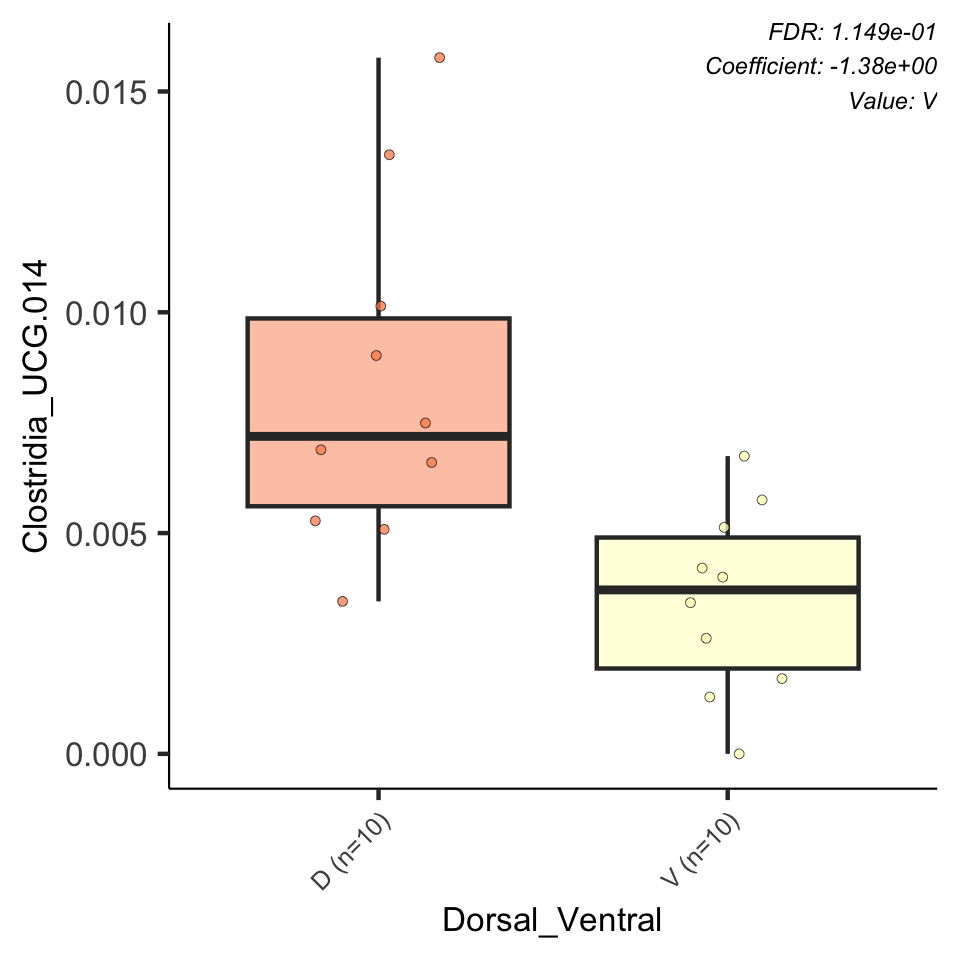 FDR: 1.149e-01
Coefficient: -1.38e+00
Value: V
Clostridia_UCG.014
0.015
0.010
0.005
0.000
D (n=10)
V (n=10)
Dorsal_Ventral